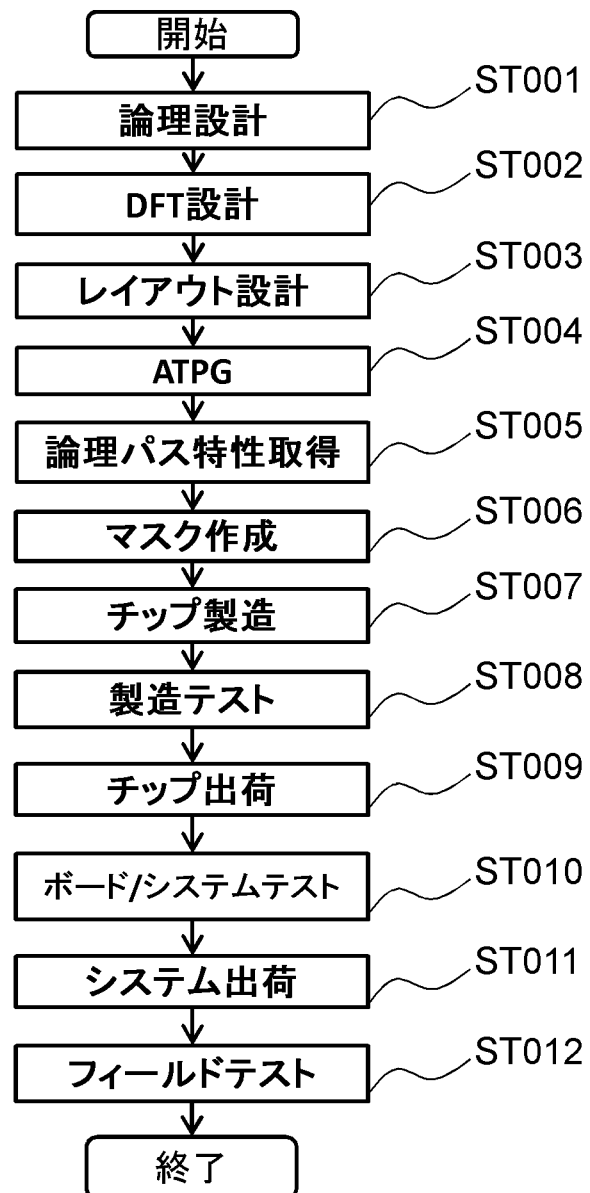 開始
論理設計
ST001
DFT設計
ST002
レイアウト設計
ST003
ATPG
ST004
論理パス特性取得
ST005
マスク作成
ST006
チップ製造
ST007
製造テスト
ST008
チップ出荷
ST009
ボード/システムテスト
ST010
システム出荷
ST011
フィールドテスト
ST012
終了